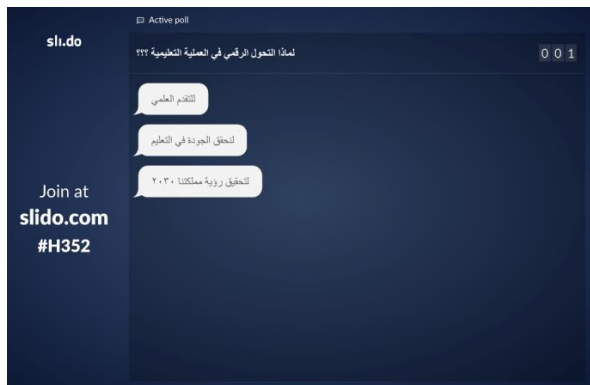 sli.do
Active poll
لماذا التحول الرقمي في العملية التعليمية ؟؟؟
0 0 1
للتقدم العلمي
لنحقق الجودة في التعليم
لتحقيق رؤية مملكتنا ٢٠٣٠
Join at
slido.com
#H352